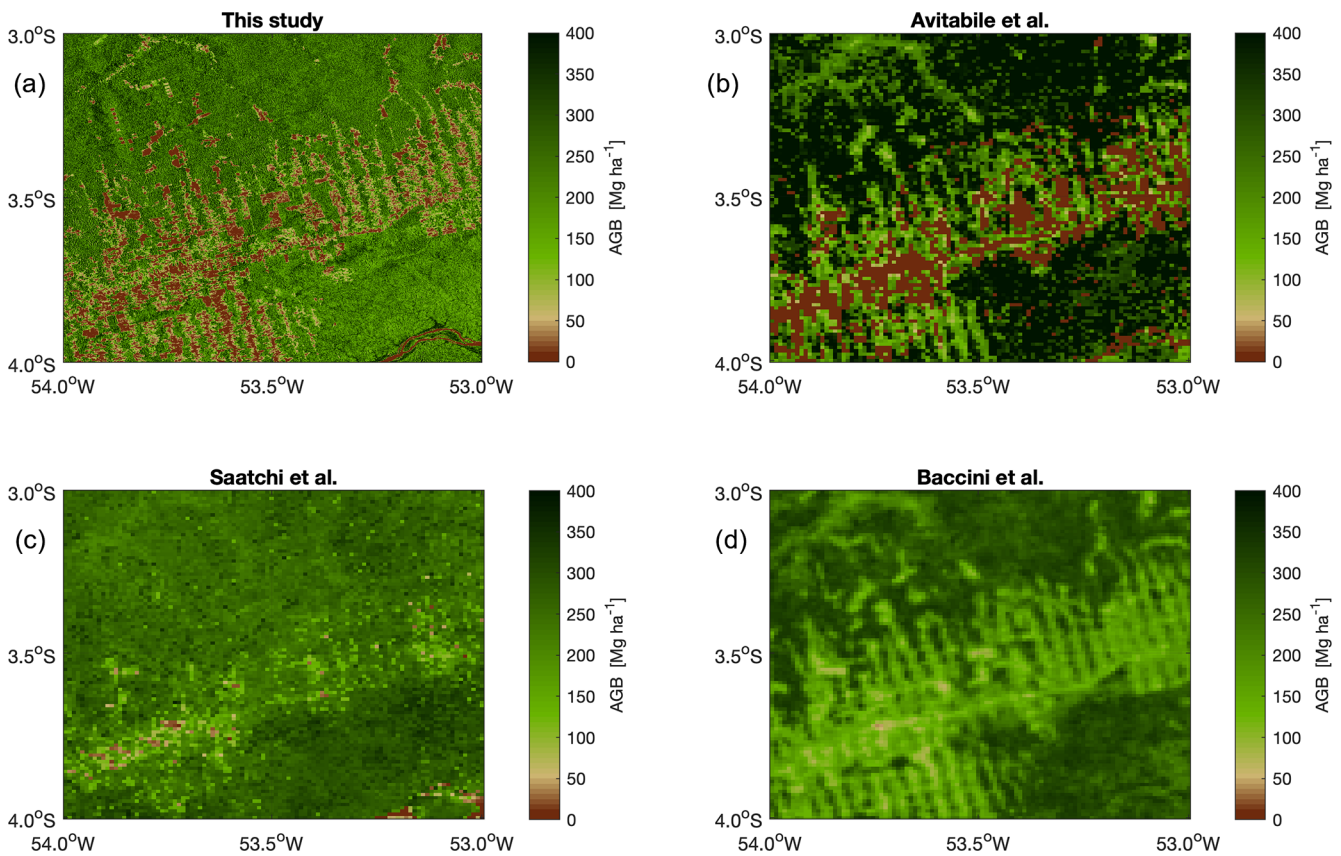 This study
(a)
3.0°S
3.5°S
4.0°S
54.0°W
53.5°W
53.0°W
400
350
300
250
200
150
100
50
0
AGB [Mg ha⁻¹]
Avitabile et al.
(b)
3.0°S
3.5°S
4.0°S
54.0°W
53.5°W
53.0°W
400
350
300
250
200
150
100
50
0
AGB [Mg ha⁻¹]
Saatchi et al.
(c)
3.0°S
3.5°S
4.0°S
54.0°W
53.5°W
53.0°W
400
350
300
250
200
150
100
50
0
AGB [Mg ha⁻¹]
Baccini et al.
(d)
3.0°S
3.5°S
4.0°S
54.0°W
53.5°W
53.0°W
400
350
300
250
200
150
100
50
0
AGB [Mg ha⁻¹]